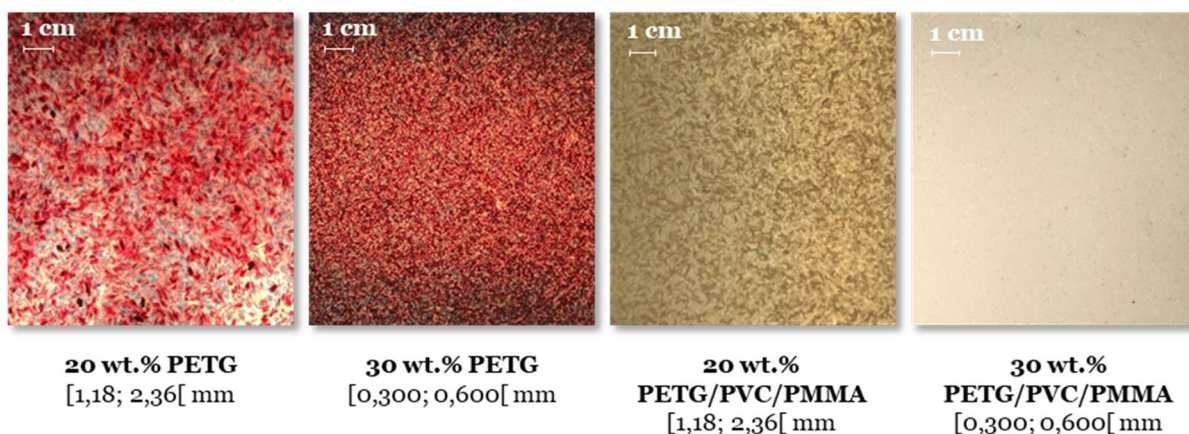 1 cm
1 cm
1 cm
1 cm
20 wt.% PETG
[1,18; 2,36[ mm
30 wt.% PETG
[0,300; 0,600[ mm
20 wt.%
PETG/PVC/PMMA
[1,18; 2,36[ mm
30 wt.%
PETG/PVC/PMMA
[0,300; 0,600[ mm